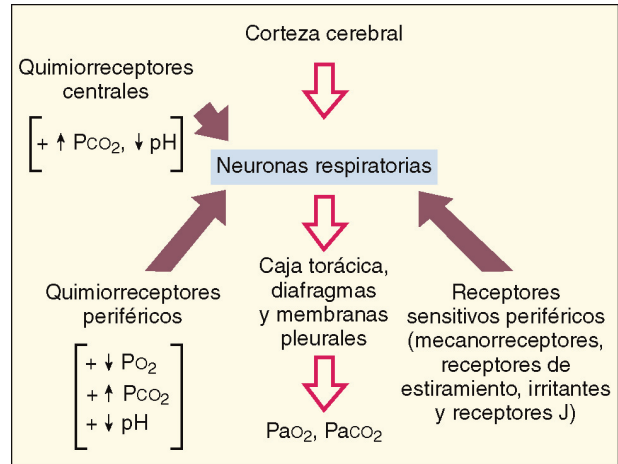 Corteza cerebral
Quimiorreceptores
centrales
+ ↑ PCO₂, ↓ pH
Neuronas respiratorias
Quimiorreceptores
periféricos
+ ↓ PO₂
+ ↑ PCO₂
+ ↓ pH
Caja torácica,
diafragmas
y membranas
pleurales
PaO₂, PaCO₂
Receptores
sensitivos periféricos
(mecanorreceptores,
receptores de
estiramiento, irritantes
y receptores J)